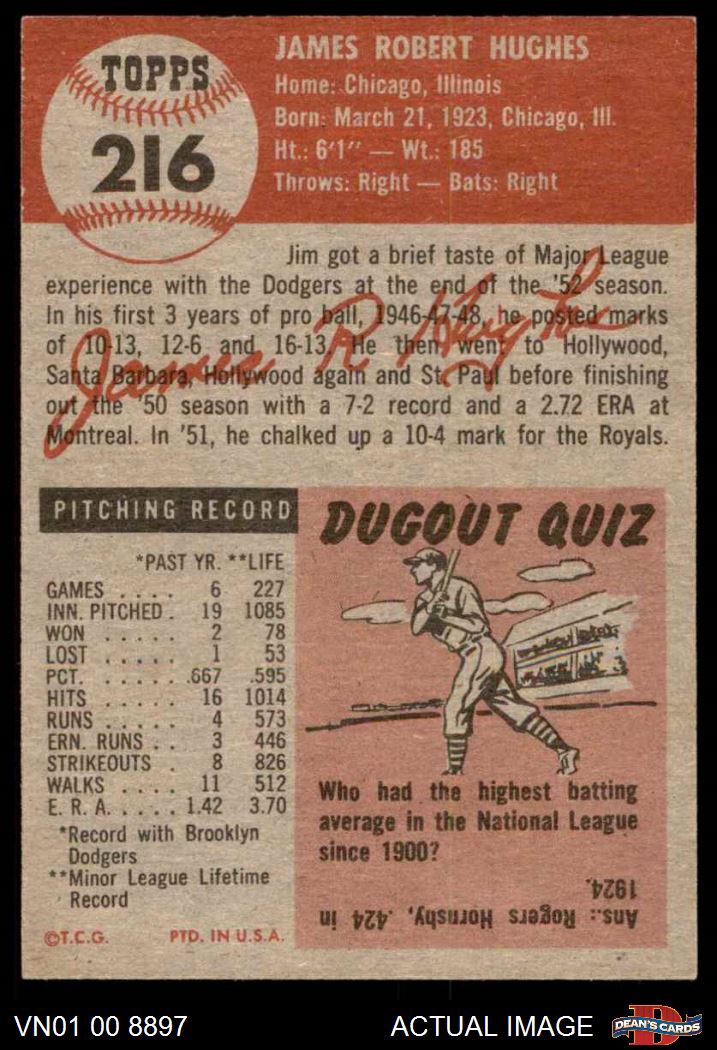 TOPPS
216
JAMES ROBERT HUGHES
Home: Chicago, Illinois
Born: March 21, 1923, Chicago, Ill.
Ht.: 6'1" — Wt.: 185
Throws: Right — Bats: Right
Jim got a brief taste of Major League
experience with the Dodgers at the end of the '52 season.
In his first 3 years of pro ball, 1946-47-48, he posted marks
of 10-13, 12-6 and 16-13. He then went to Hollywood,
Santa Barbara, Hollywood again and St. Paul before finishing
out the '50 season with a 7-2 record and a 2.72 ERA at
Montreal. In '51, he chalked up a 10-4 mark for the Royals.
James R Hughes
PITCHING RECORD
*PAST YR. **LIFE
GAMES . . . . 6 227
INN. PITCHED . 19 1085
WON . . . . . 2 78
LOST . . . . . 1 53
PCT. . . . . . .667 .595
HITS . . . . . 16 1014
RUNS . . . . . 4 573
ERN. RUNS . . 3 446
STRIKEOUTS . 8 826
WALKS . . . . 11 512
E. R. A. . . . . . 1.42 3.70
*Record with Brooklyn
Dodgers
**Minor League Lifetime
Record
©T.C.G. PTD. IN U.S.A.
DUGOUT QUIZ
Who had the highest batting
average in the National League
since 1900?
Ans.: Rogers Hornsby, .424 in
1924.
VN01 00 8897
ACTUAL IMAGE
D
DEAN'S CARDS